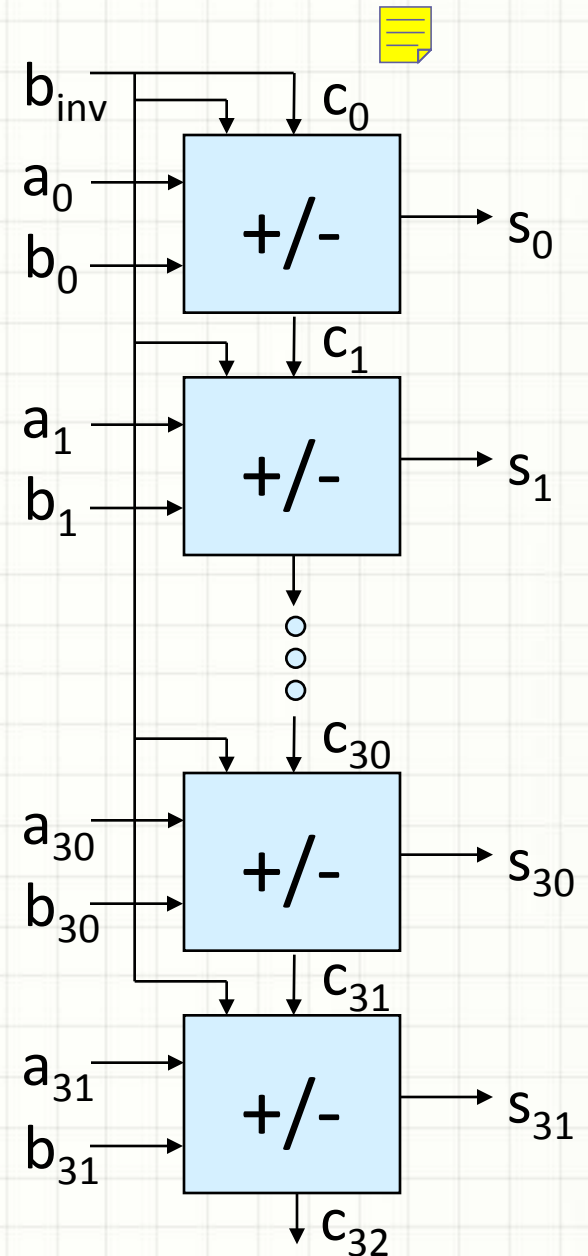 b_inv
c_0
a_0
+/-
s_0
b_0
c_1
a_1
+/-
s_1
b_1
c_30
a_30
+/-
s_30
b_30
c_31
a_31
+/-
s_31
b_31
c_32